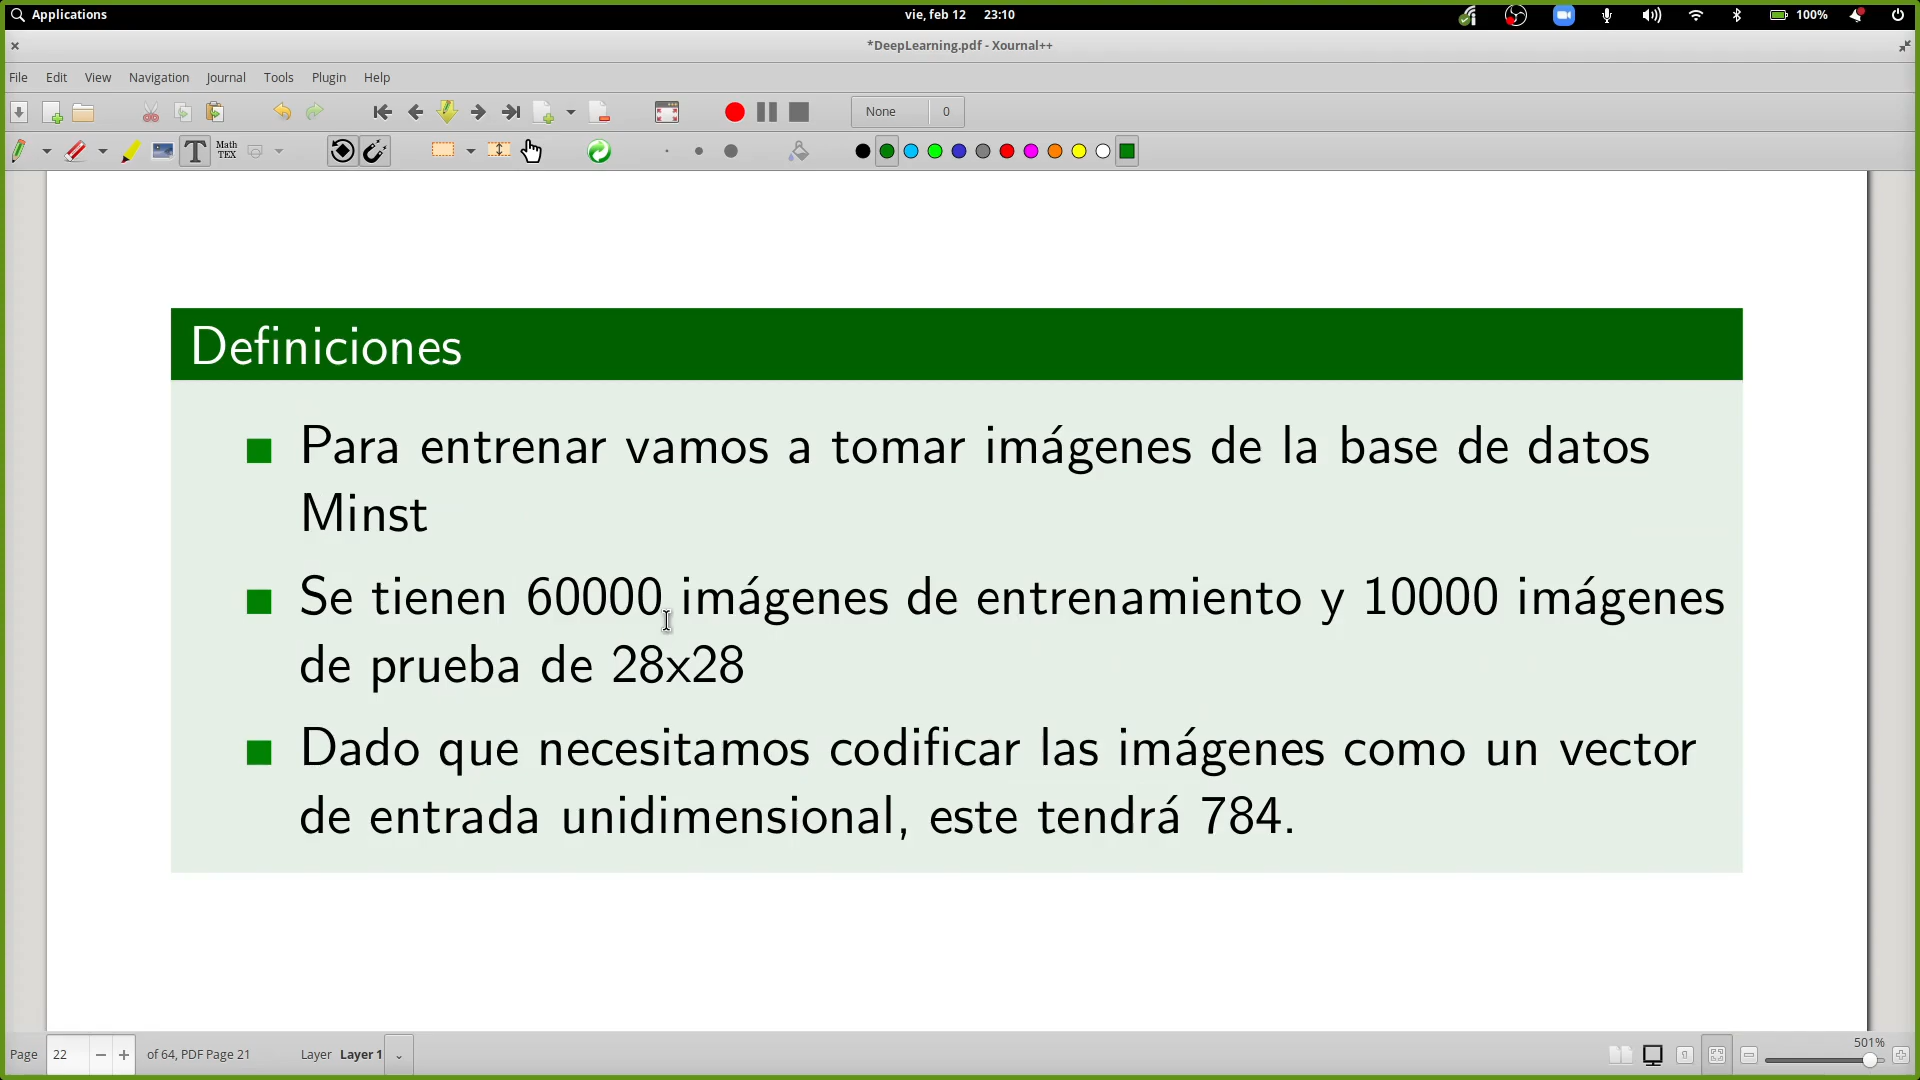 Applications
vie, feb 12 23:10
100%
*DeepLearning.pdf - Xournal++
File Edit View Navigation Journal Tools Plugin Help
None 0
T Math TEX
Definiciones
Para entrenar vamos a tomar imágenes de la base de datos
Minst
Se tienen 60000 imágenes de entrenamiento y 10000 imágenes
de prueba de 28x28
Dado que necesitamos codificar las imágenes como un vector
de entrada unidimensional, este tendrá 784.
Page 22 of 64, PDF Page 21 Layer Layer 1
501%